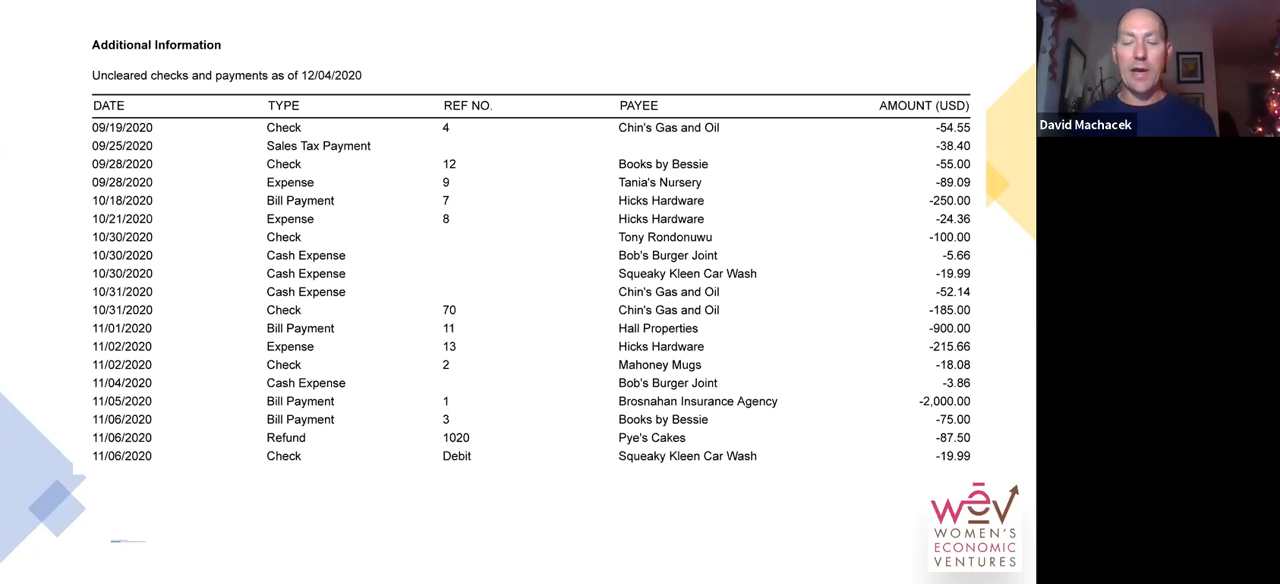 Additional Information
Uncleared checks and payments as of 12/04/2020
DATE TYPE REF NO. PAYEE AMOUNT (USD)
09/19/2020 Check 4 Chin's Gas and Oil -54.55
09/25/2020 Sales Tax Payment -38.40
09/28/2020 Check 12 Books by Bessie -55.00
09/28/2020 Expense 9 Tania's Nursery -89.09
10/18/2020 Bill Payment 7 Hicks Hardware -250.00
10/21/2020 Expense 8 Hicks Hardware -24.36
10/30/2020 Check Tony Rondonuwu -100.00
10/30/2020 Cash Expense Bob's Burger Joint -5.66
10/30/2020 Cash Expense Squeaky Kleen Car Wash -19.99
10/31/2020 Cash Expense Chin's Gas and Oil -52.14
10/31/2020 Check 70 Chin's Gas and Oil -185.00
11/01/2020 Bill Payment 11 Hall Properties -900.00
11/02/2020 Expense 13 Hicks Hardware -215.66
11/02/2020 Check 2 Mahoney Mugs -18.08
11/04/2020 Cash Expense Bob's Burger Joint -3.86
11/05/2020 Bill Payment 1 Brosnahan Insurance Agency -2,000.00
11/06/2020 Bill Payment 3 Books by Bessie -75.00
11/06/2020 Refund 1020 Pye's Cakes -87.50
11/06/2020 Check Debit Squeaky Kleen Car Wash -19.99
David Machacek
wev
WOMEN'S
ECONOMIC
VENTURES